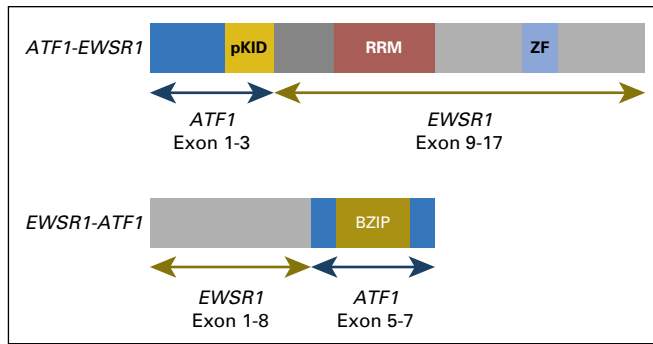 ATF1-EWSR1
pKID RRM ZF
ATF1 EWSR1
Exon 1-3 Exon 9-17
EWSR1-ATF1
BZIP
EWSR1 ATF1
Exon 1-8 Exon 5-7